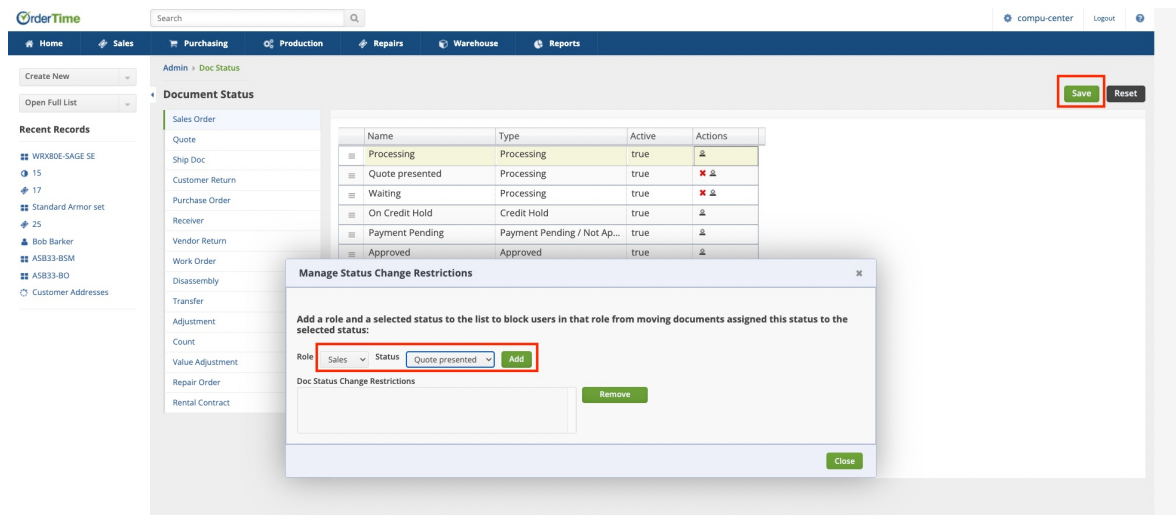 OrderTime
Search
compu-center Logout
Home Sales Purchasing Production Repairs Warehouse Reports
Create New
Open Full List
Recent Records
WRX80E-SAGE SE
15
17
Standard Armor set
25
Bob Barker
ASB33-BSM
ASB33-BO
Customer Addresses
Admin Doc Status
Document Status
Save Reset
Sales Order
Quote
Ship Doc
Customer Return
Purchase Order
Receiver
Vendor Return
Work Order
Disassembly
Transfer
Adjustment
Count
Value Adjustment
Repair Order
Rental Contract
Name Type Active Actions
Processing Processing true
Quote presented Processing true
Waiting Processing true
On Credit Hold Credit Hold true
Payment Pending Payment Pending / Not Ap... true
Approved Approved true
Manage Status Change Restrictions
Add a role and a selected status to the list to block users in that role from moving documents assigned this status to the
selected status:
Role Sales Status Quote presented Add
Doc Status Change Restrictions
Remove
Close